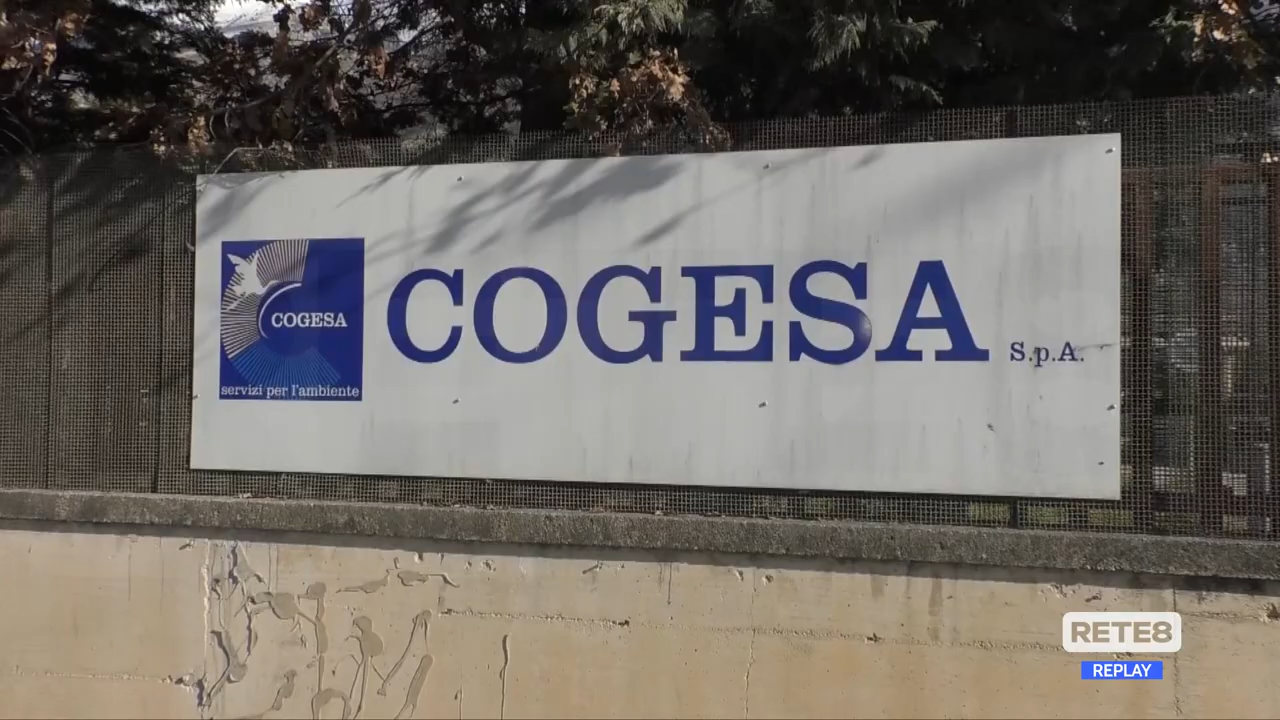 COGESA
servizi per l'ambiente
COGESA S.p.A.
RETE8
REPLAY